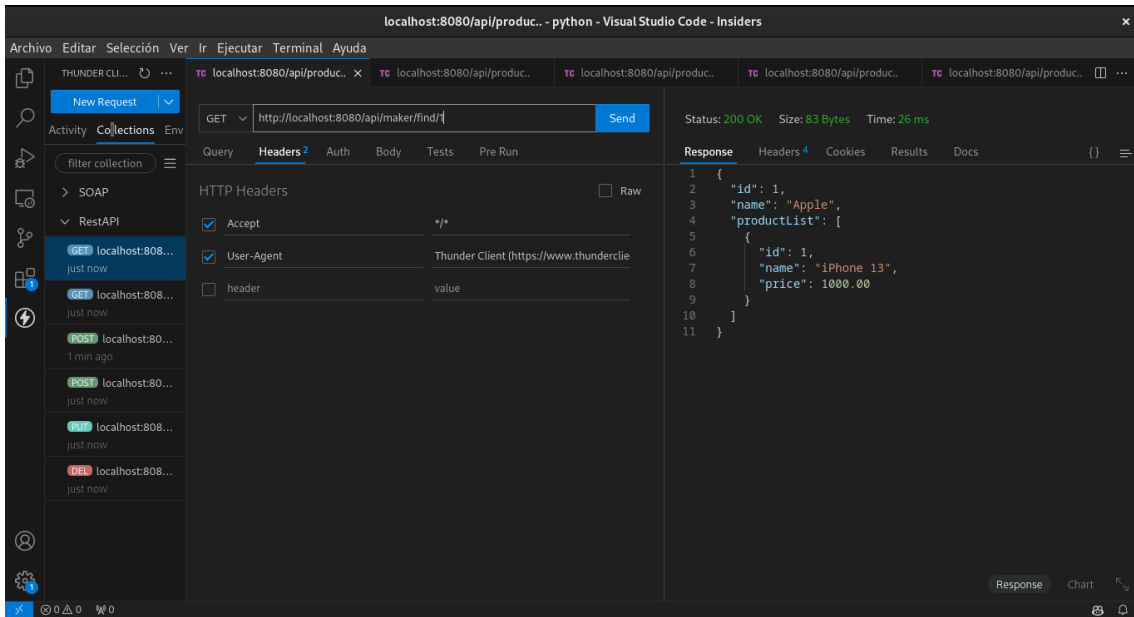 localhost:8080/api/produc.. - python - Visual Studio Code - Insiders
Archivo Editar Selección Ver Ir Ejecutar Terminal Ayuda
THUNDER CLI...
TC localhost:8080/api/produc..
TC localhost:8080/api/produc..
TC localhost:8080/api/produc..
TC localhost:8080/api/produc..
TC localhost:8080/api/produc..
New Request
Activity Collections Env
filter collection
SOAP
RestAPI
GET localhost:808...
just now
GET localhost:808...
just now
POST localhost:80...
1 min ago
POST localhost:80...
just now
PUT localhost:808...
just now
DEL localhost:808...
just now
GET http://localhost:8080/api/maker/find/1 Send
Query Headers 2 Auth Body Tests Pre Run
HTTP Headers Raw
Accept */*
User-Agent Thunder Client (https://www.thunderclie
header value
Status: 200 OK Size: 83 Bytes Time: 26 ms
Response Headers 4 Cookies Results Docs {}
1 {
2 "id": 1,
3 "name": "Apple",
4 "productList": [
5 {
6 "id": 1,
7 "name": "iPhone 13",
8 "price": 1000.00
9 }
10 ]
11 }
Response Chart
1
1
0 0 0